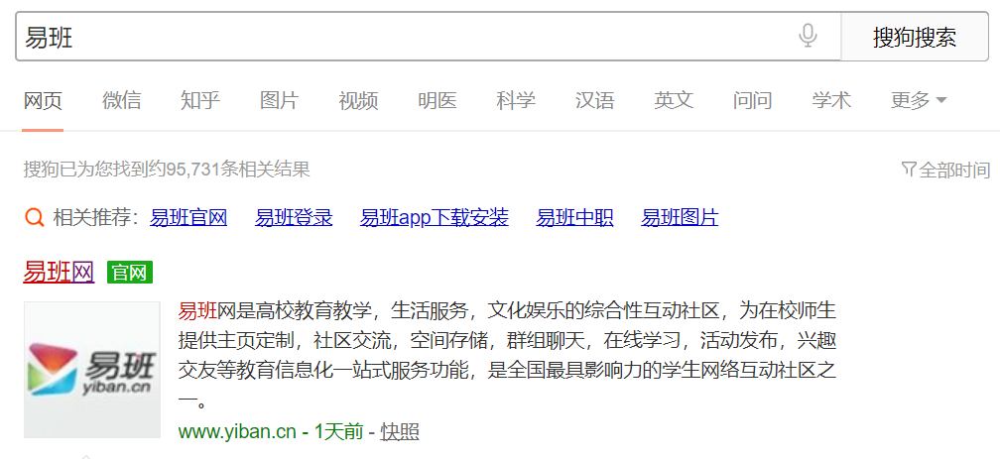 易班
搜狗搜索
网页 微信 知乎 图片 视频 明医 科学 汉语 英文 问问 学术 更多
搜狗已为您找到约95,731条相关结果
全部时间
相关推荐： 易班官网 易班登录 易班app下载安装 易班中职 易班图片
易班网 官网
易班
yiban.cn
易班网是高校教育教学，生活服务，文化娱乐的综合性互动社区，为在校师生
提供主页定制，社区交流，空间存储，群组聊天，在线学习，活动发布，兴趣
交友等教育信息化一站式服务功能，是全国最具影响力的学生网络互动社区之
一。
www.yiban.cn - 1天前 - 快照